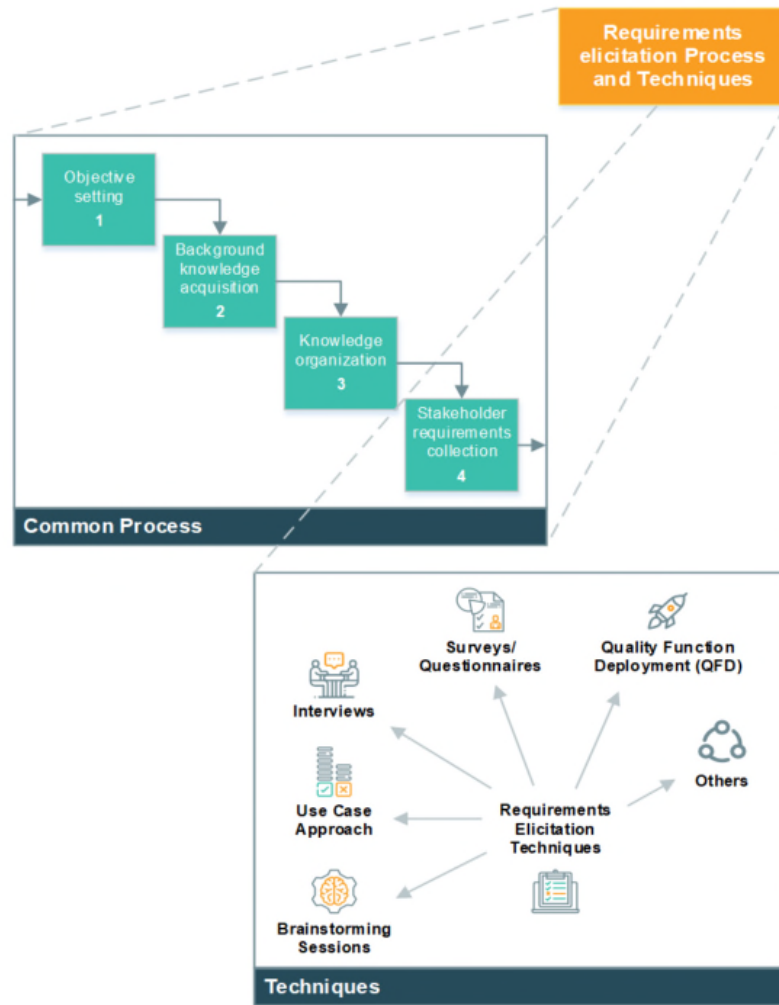 Requirements
elicitation Process
and Techniques
Objective
setting
1
Background
knowledge
acquisition
2
Knowledge
organization
3
Stakeholder
requirements
collection
4
Common Process
Surveys/
Questionnaires
Quality Function
Deployment (QFD)
Interviews
Others
Use Case
Approach
Requirements
Elicitation
Techniques
Brainstorming
Sessions
Techniques